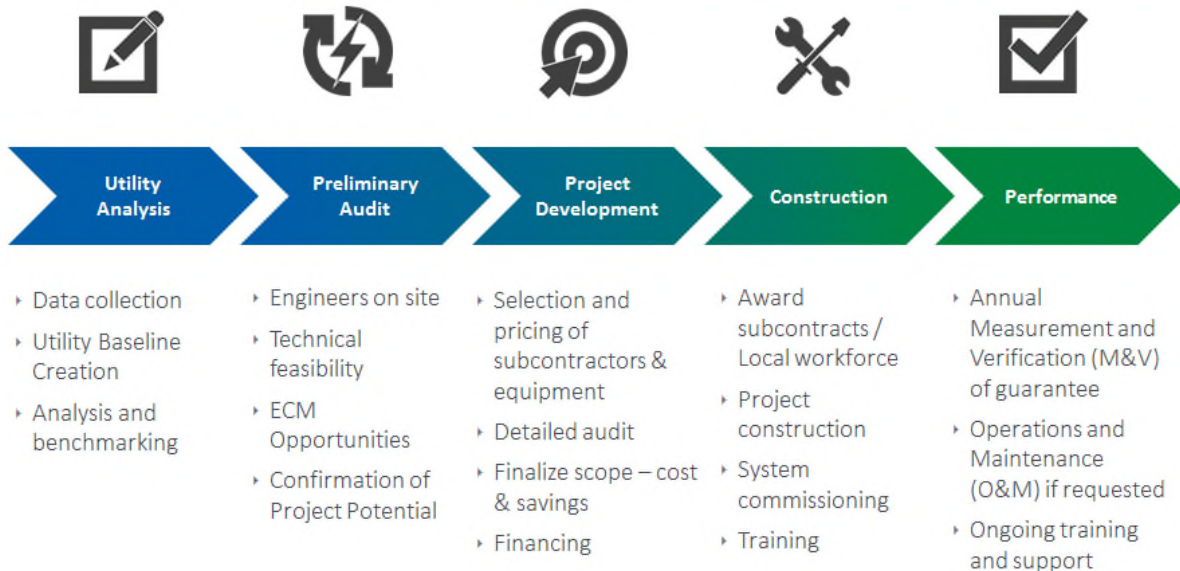 Utility
Analysis
Preliminary
Audit
Project
Development
Construction
Performance
Data collection
Utility Baseline
Creation
Analysis and
benchmarking
Engineers on site
Technical
feasibility
ECM
Opportunities
Confirmation of
Project Potential
Selection and
pricing of
subcontractors &
equipment
Detailed audit
Finalize scope – cost
& savings
Financing
Award
subcontracts /
Local workforce
Project
construction
System
commissioning
Training
Annual
Measurement and
Verification (M&V)
of guarantee
Operations and
Maintenance
(O&M) if requested
Ongoing training
and support